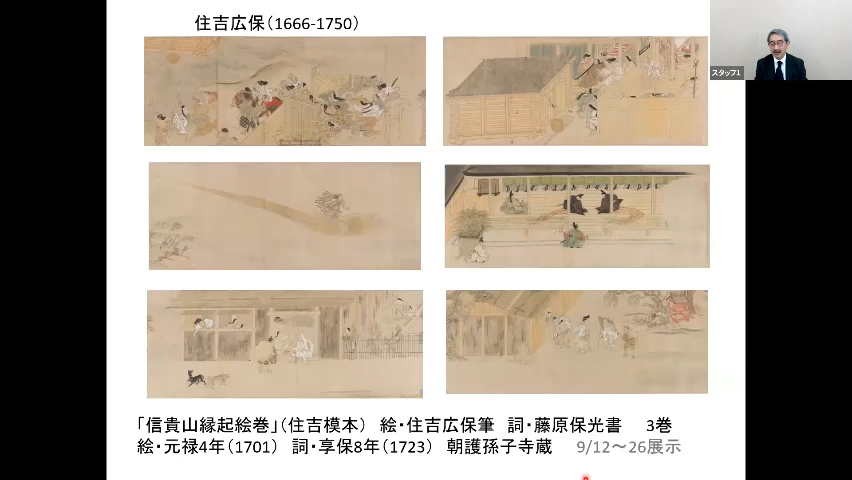 住吉広保(1666-1750)
スタッフ1
「信貴山縁起絵巻」(住吉模本) 絵・住吉広保筆 詞・藤原保光書 3巻
絵・元禄4年(1701) 詞・享保8年(1723) 朝護孫子寺蔵 9/12～26展示